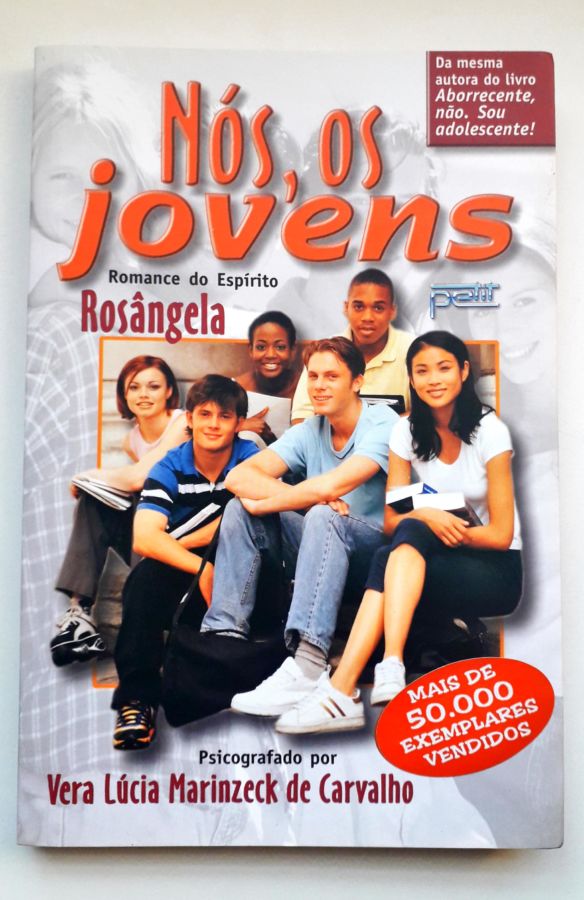 Da mesma
autora do livro
Aborrecente,
não. Sou
adolescente!
Nós, os
jovens
Romance do Espírito
Rosângela
petit
MAIS DE
50.000
EXEMPLARES
VENDIDOS
Psicografado por
Vera Lúcia Marinzeck de Carvalho